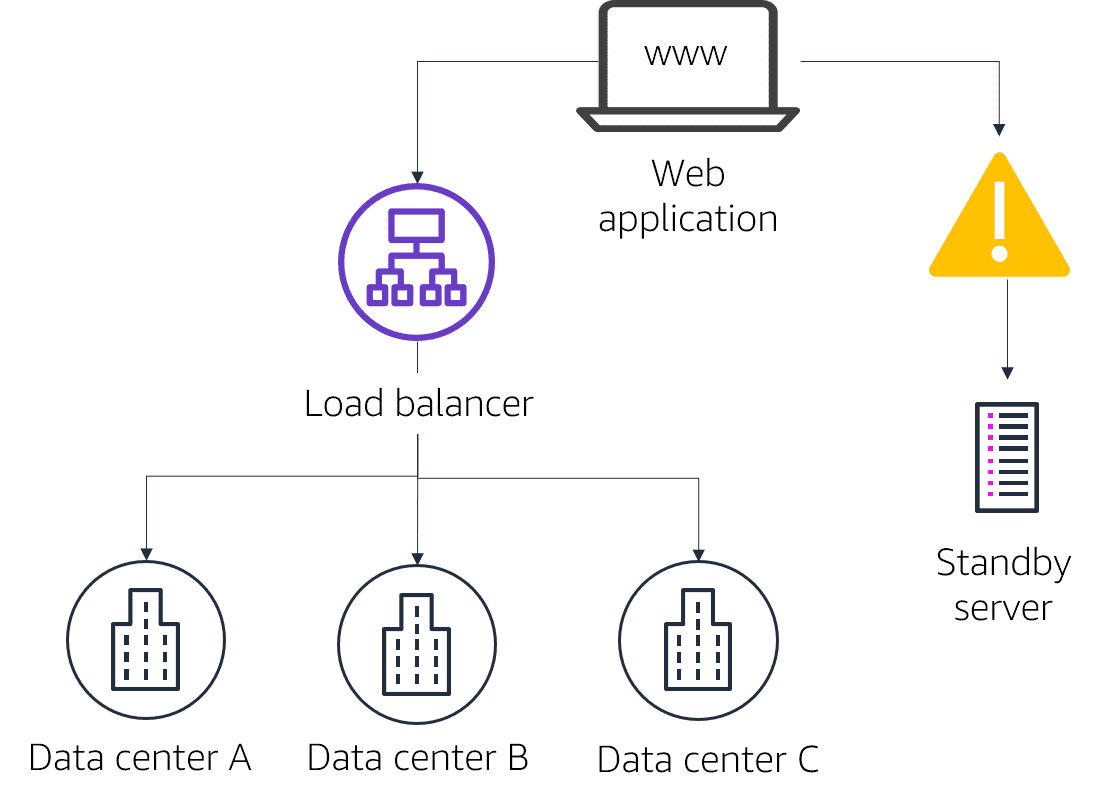 www
Web
application
Load balancer
Standby
server
Data center A
Data center B
Data center C